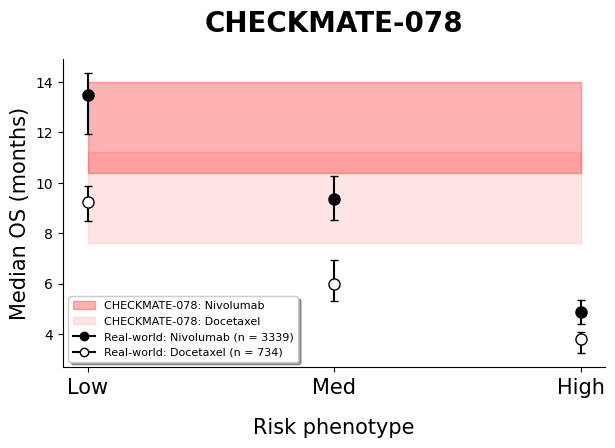 CHECKMATE-078
Median OS (months)
14
12
10
8
6
4
CHECKMATE-078: Nivolumab
CHECKMATE-078: Docetaxel
Real-world: Nivolumab (n = 3339)
Real-world: Docetaxel (n = 734)
Low
Med
High
Risk phenotype